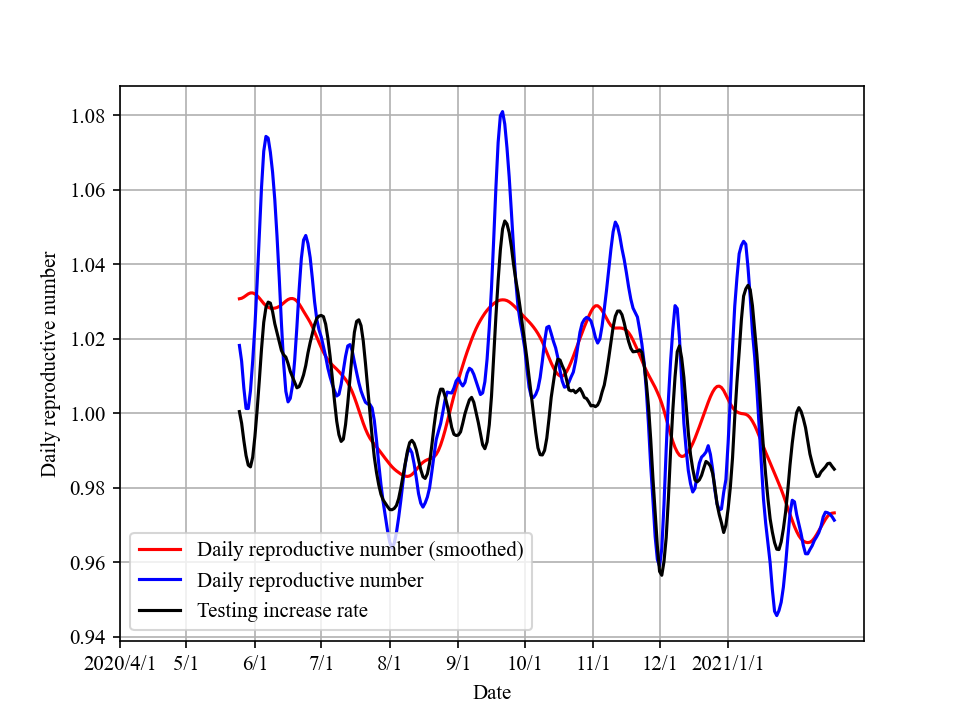 1.08
1.06
1.04
1.02
1.00
0.98
0.96
0.94
Daily reproductive number
Daily reproductive number (smoothed)
Daily reproductive number
Testing increase rate
2020/4/1 5/1 6/1 7/1 8/1 9/1 10/1 11/1 12/1 2021/1/1
Date